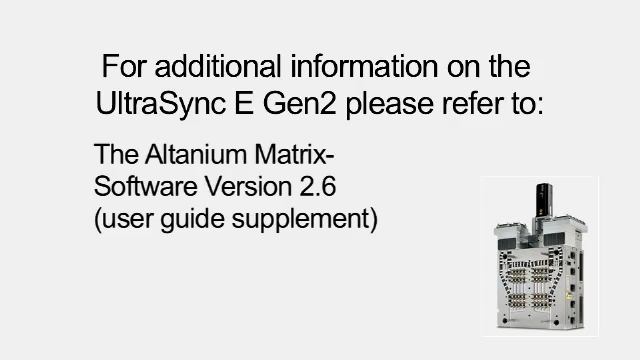 For additional information on the
UltraSync E Gen2 please refer to:
The Altanium Matrix-
Software Version 2.6
(user guide supplement)